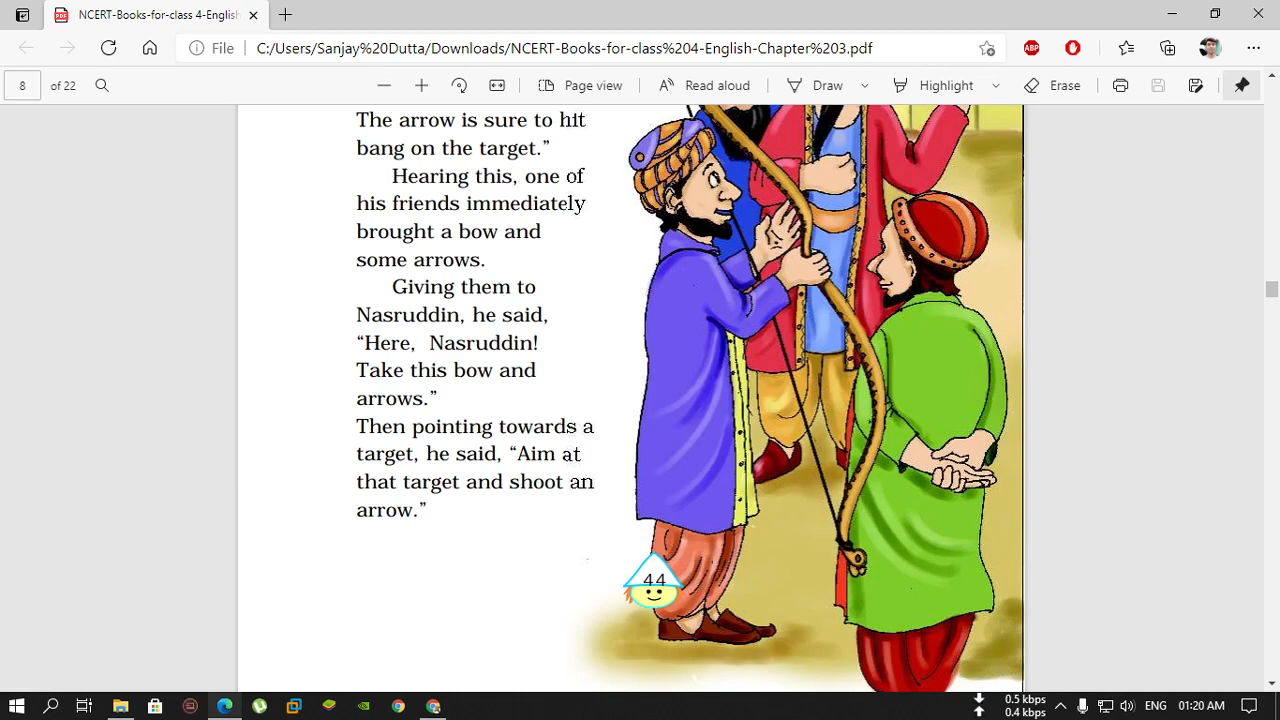 NCERT-Books-for-class 4-English
File
C:/Users/Sanjay%20Dutta/Downloads/NCERT-Books-for-class%204-English-Chapter%203.pdf
ABP
8 of 22
Page view
Read aloud
Draw
Highlight
Erase
The arrow is sure to hit
bang on the target.”
Hearing this, one of
his friends immediately
brought a bow and
some arrows.
Giving them to
Nasruddin, he said,
“Here, Nasruddin!
Take this bow and
arrows.”
Then pointing towards a
target, he said, “Aim at
that target and shoot an
arrow.”
44
0.5 kbps
0.4 kbps
ENG
01:20 AM